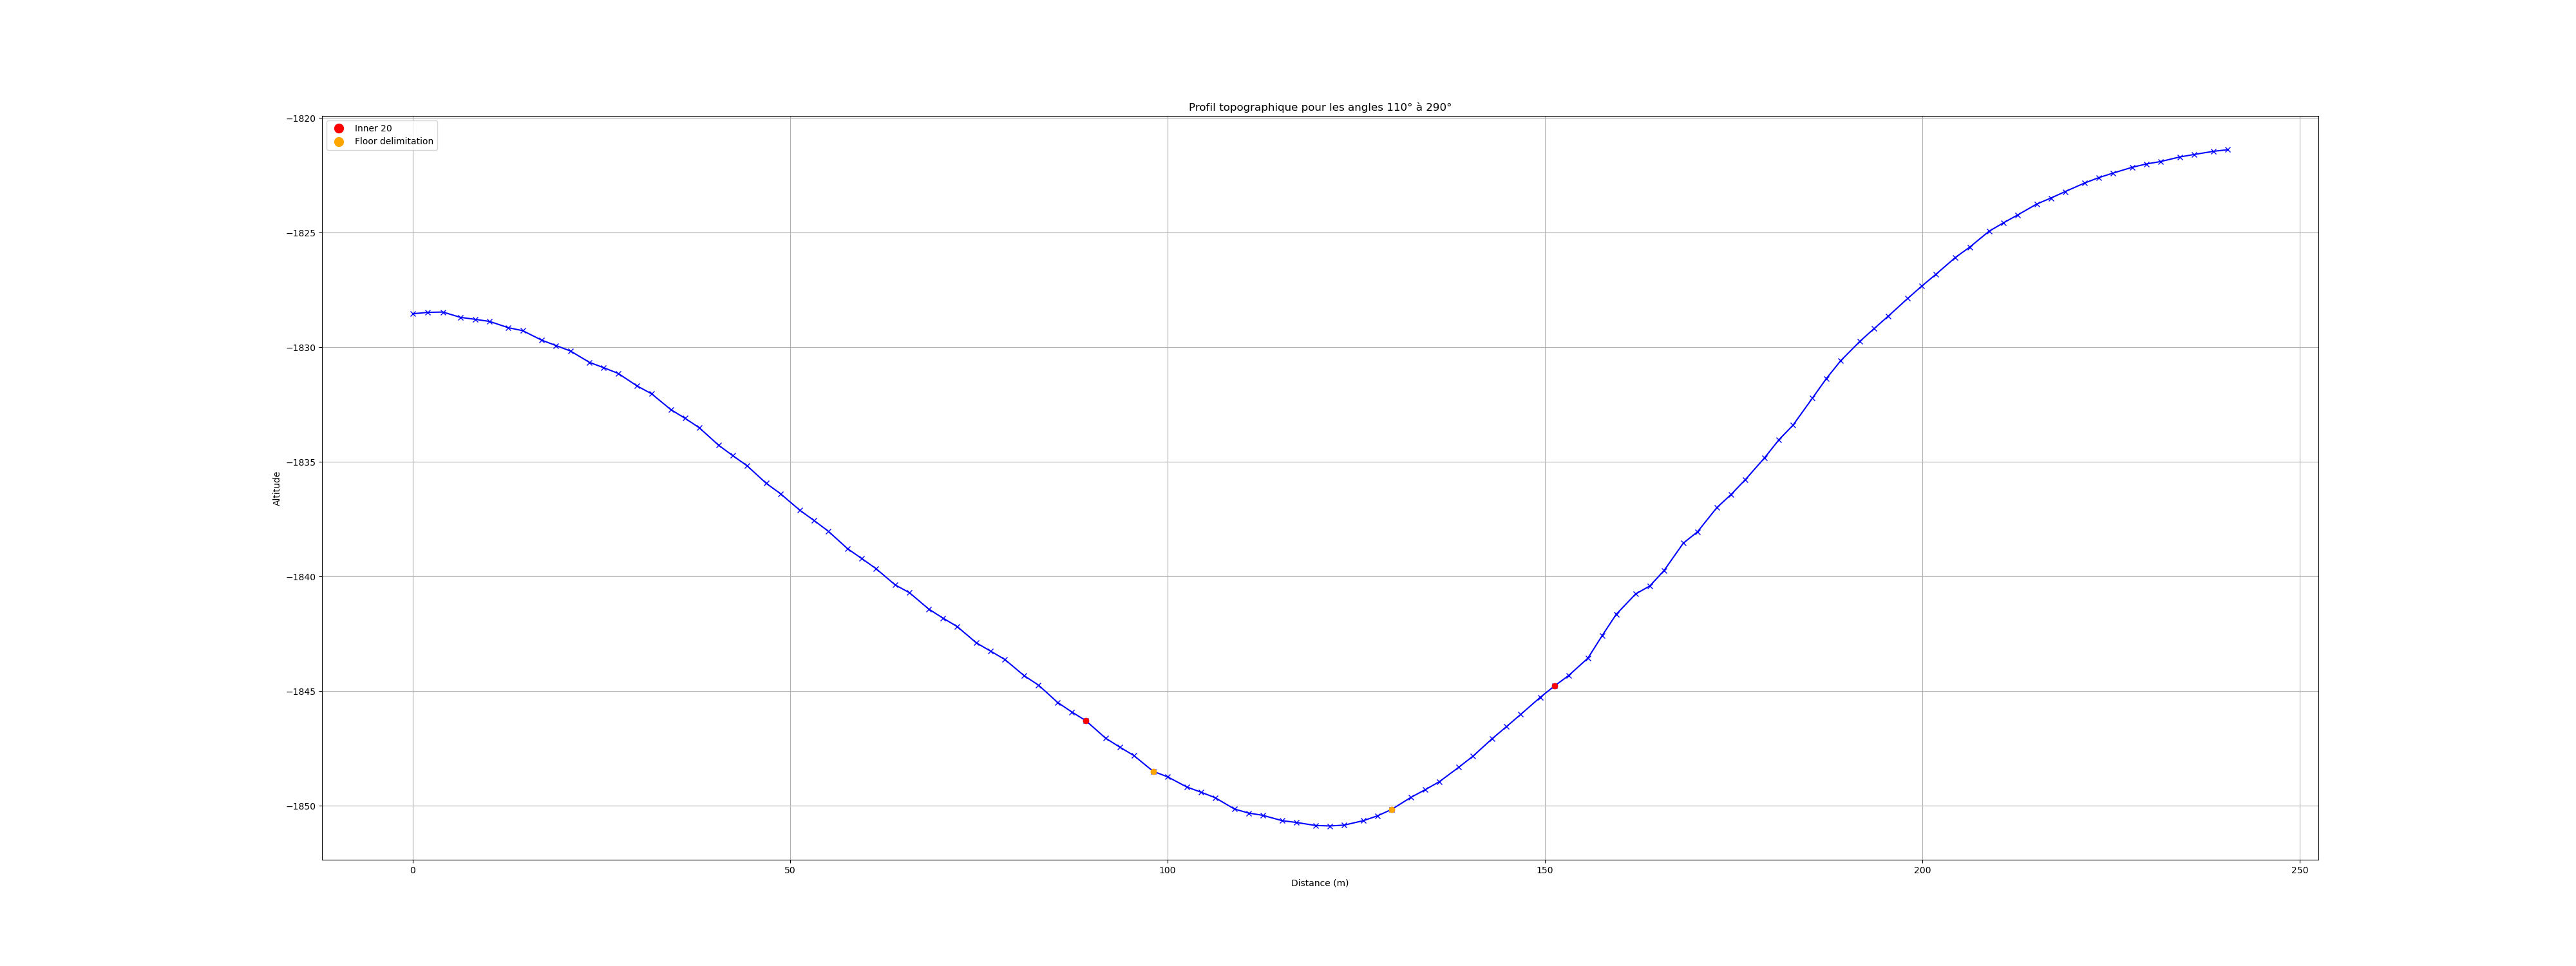 Profil topographique pour les angles 110° à 290°
Inner 20
Floor delimitation
−1820
−1825
−1830
−1835
−1840
−1845
−1850
Altitude
0 50 100 150 200 250
Distance (m)